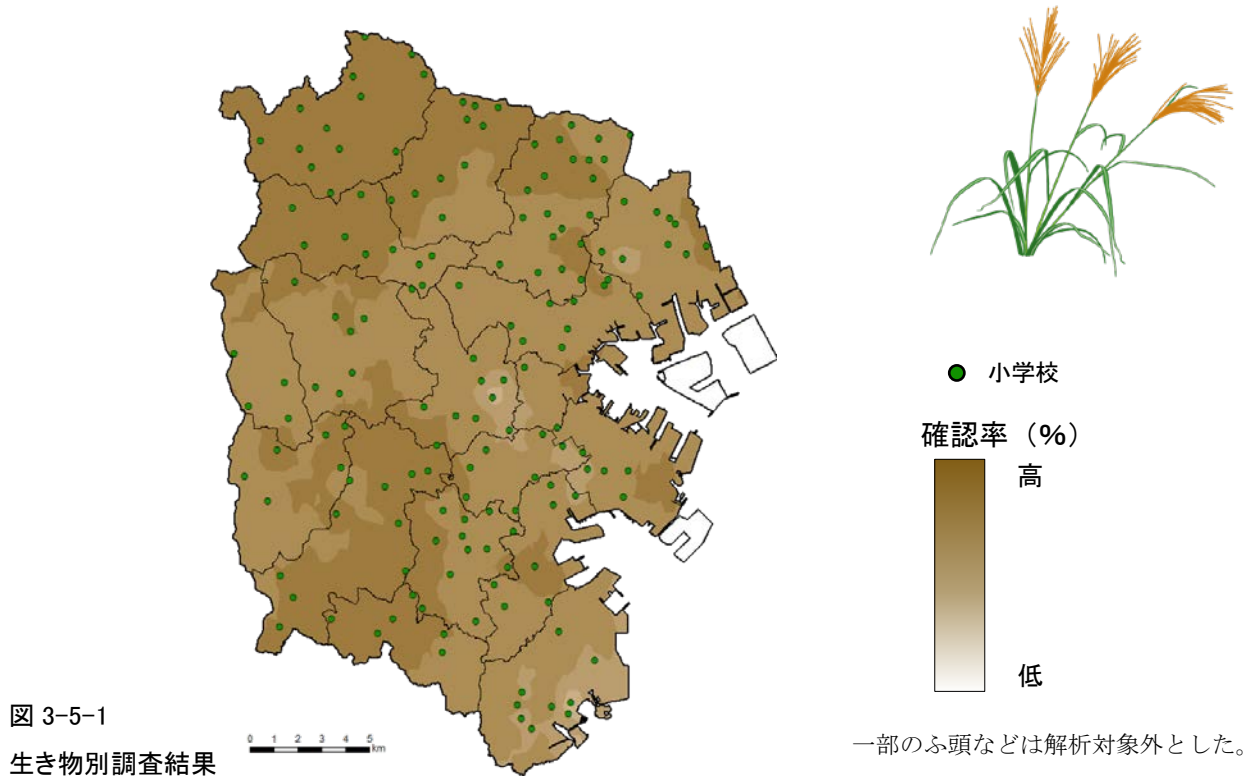 小学校
確認率（%）
高
低
図 3-5-1
生き物別調査結果
0 1 2 3 4 5
km
一部のふ頭などは解析対象外とした。